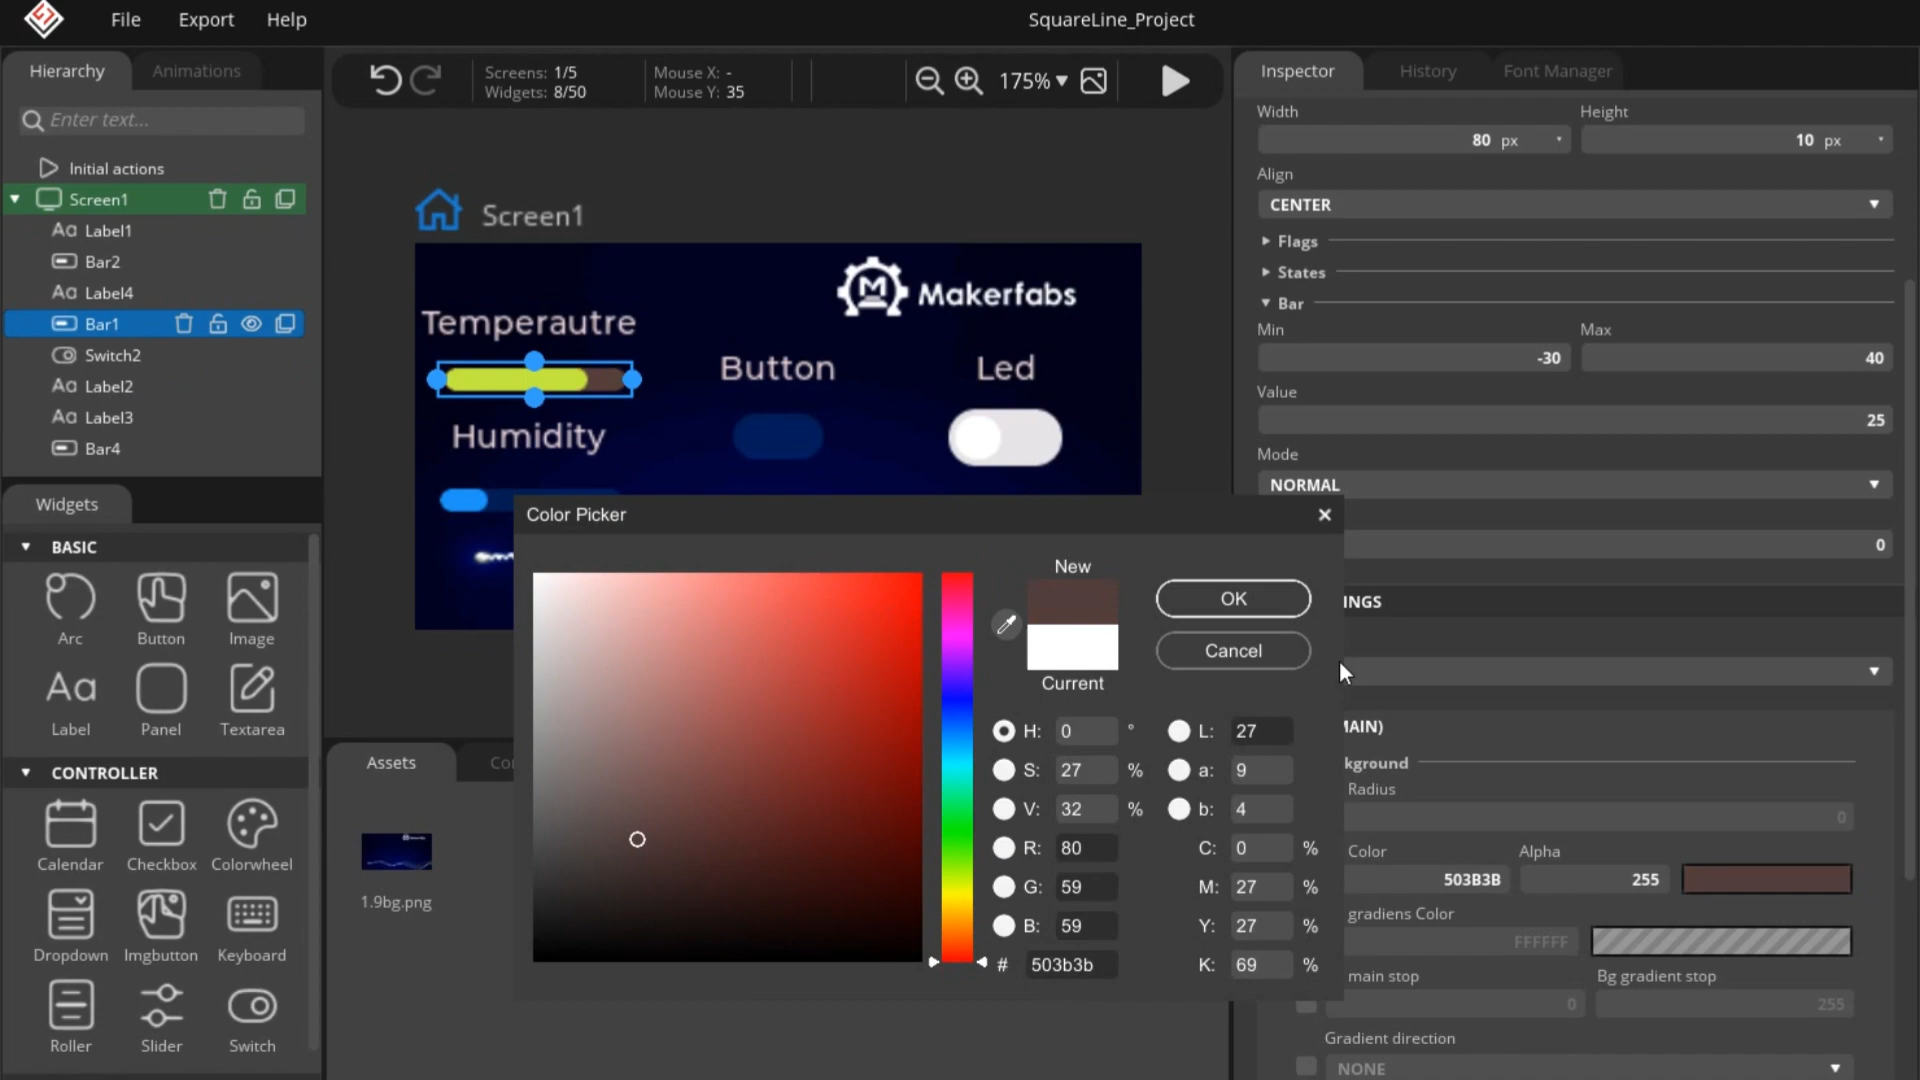 File Export Help
SquareLine_Project
Hierarchy Animations
Enter text...
Initial actions
Screen1
Label1
Bar2
Label4
Bar1
Switch2
Label2
Label3
Bar4
Widgets
BASIC
Arc Button Image
Label Panel Textarea
CONTROLLER
Calendar Checkbox Colorwheel
Dropdown Imgbutton Keyboard
Roller Slider Switch
Screens: 1/5
Widgets: 8/50
Mouse X: -
Mouse Y: 35
175%
Screen1
Makerfabs
Temperautre
Button
Led
Humidity
Assets
1.9bg.png
Color Picker
New
Current
OK
Cancel
H: 0 °
S: 27 %
V: 32 %
R: 80
G: 59
B: 59
# 503b3b
L: 27
a: 9
b: 4
C: 0 %
M: 27 %
Y: 27 %
K: 69 %
Inspector History Font Manager
Width Height
80 px 10 px
Align
CENTER
Flags
States
Bar
Min Max
-30 40
Value
25
Mode
NORMAL
0
INGS
MAIN)
kground
Radius
0
Color Alpha
503B3B 255
gradiens Color
FFFFFF
main stop Bg gradient stop
0 255
Gradient direction
NONE